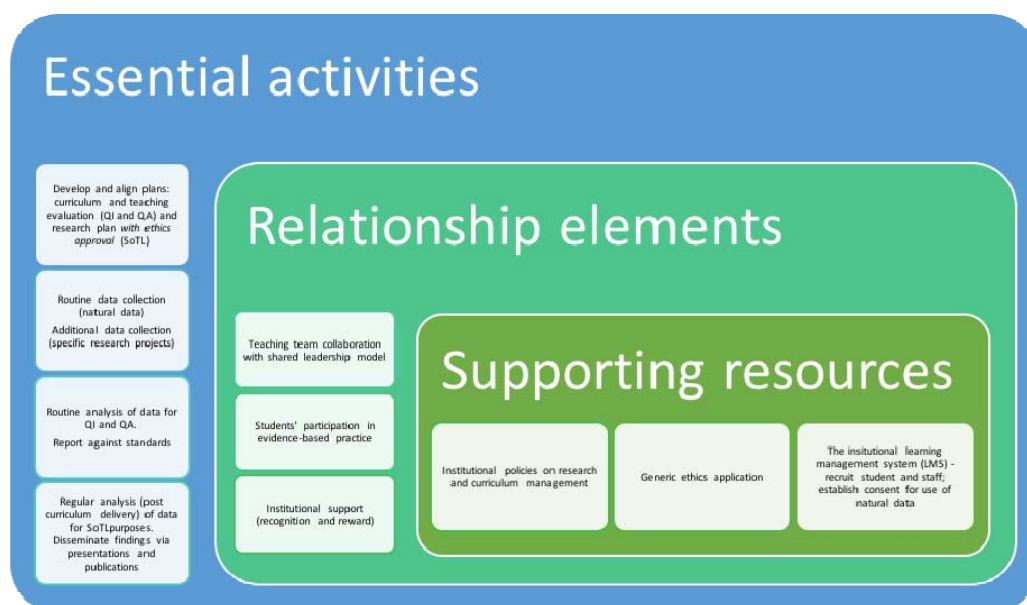 Essential activities
Develop and align plans:
curriculum and teaching
evaluation (QI and QA) and
research plan with ethics
approval (SoTL)
Routine data collection
(natural data)
Additional data collection
(specific research projects)
Routine analysis of data for
QI and QA.
Report against standards
Regular analysis (post
curriculum delivery) of data
for SoTLpurposes.
Disseminate findings via
presentations and
publications
Relationship elements
Teaching team collaboration
with shared leadership model
Students' participation in
evidence-based practice
Institutional support
(recognition and reward)
Supporting resources
Institutional policies on research
and curriculum management
Generic ethics application
The insitutional learning
management system (LMS) -
recruit student and staff;
establish consent for use of
natural data